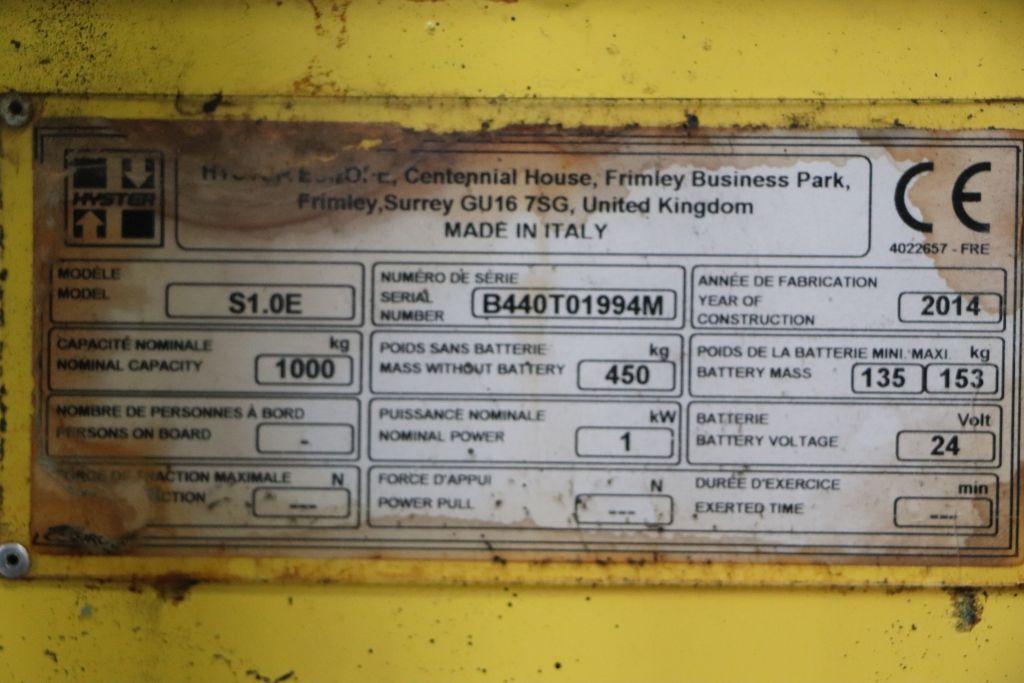 HYSTER
Centennial House, Frimley Business Park,
Frimley, Surrey GU16 7SG, United Kingdom
MADE IN ITALY
CE
4022657 - FRE
MODÈLE
MODEL
S1.0E
NUMÉRO DE SÉRIE
SERIAL
NUMBER
B440T01994M
ANNÉE DE FABRICATION
YEAR OF
CONSTRUCTION
2014
CAPACITÉ NOMINALE kg
NOMINAL CAPACITY
1000
POIDS SANS BATTERIE kg
MASS WITHOUT BATTERY
450
POIDS DE LA BATTERIE MINI. MAXI. kg
BATTERY MASS
135 153
NOMBRE DE PERSONNES À BORD
PERSONS ON BOARD
-
PUISSANCE NOMINALE kW
NOMINAL POWER
1
BATTERIE Volt
BATTERY VOLTAGE
24
MAXIMALE N
---
FORCE D'APPUI N
POWER PULL
---
DURÉE D'EXERCICE min
EXERTED TIME
---